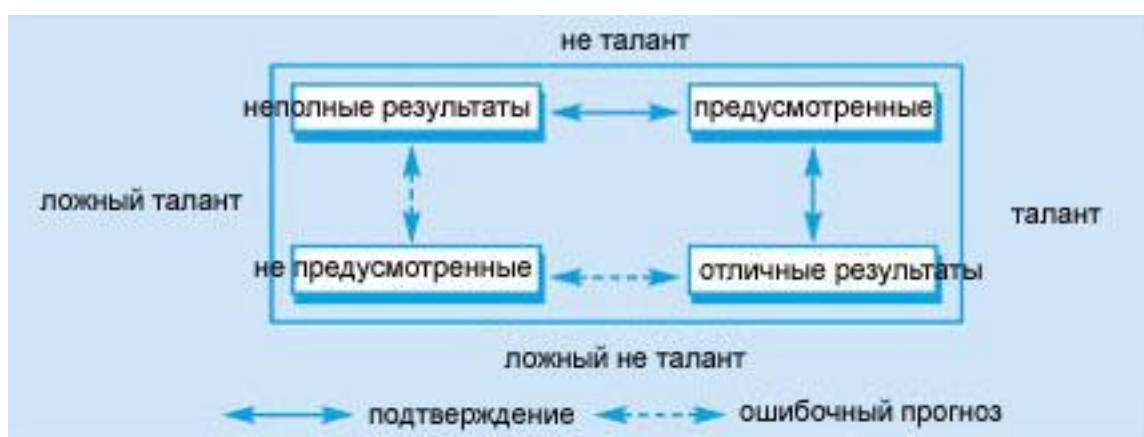 не талант
неполные результаты
предусмотренные
ложный талант
талант
не предусмотренные
отличные результаты
ложный не талант
подтверждение
ошибочный прогноз